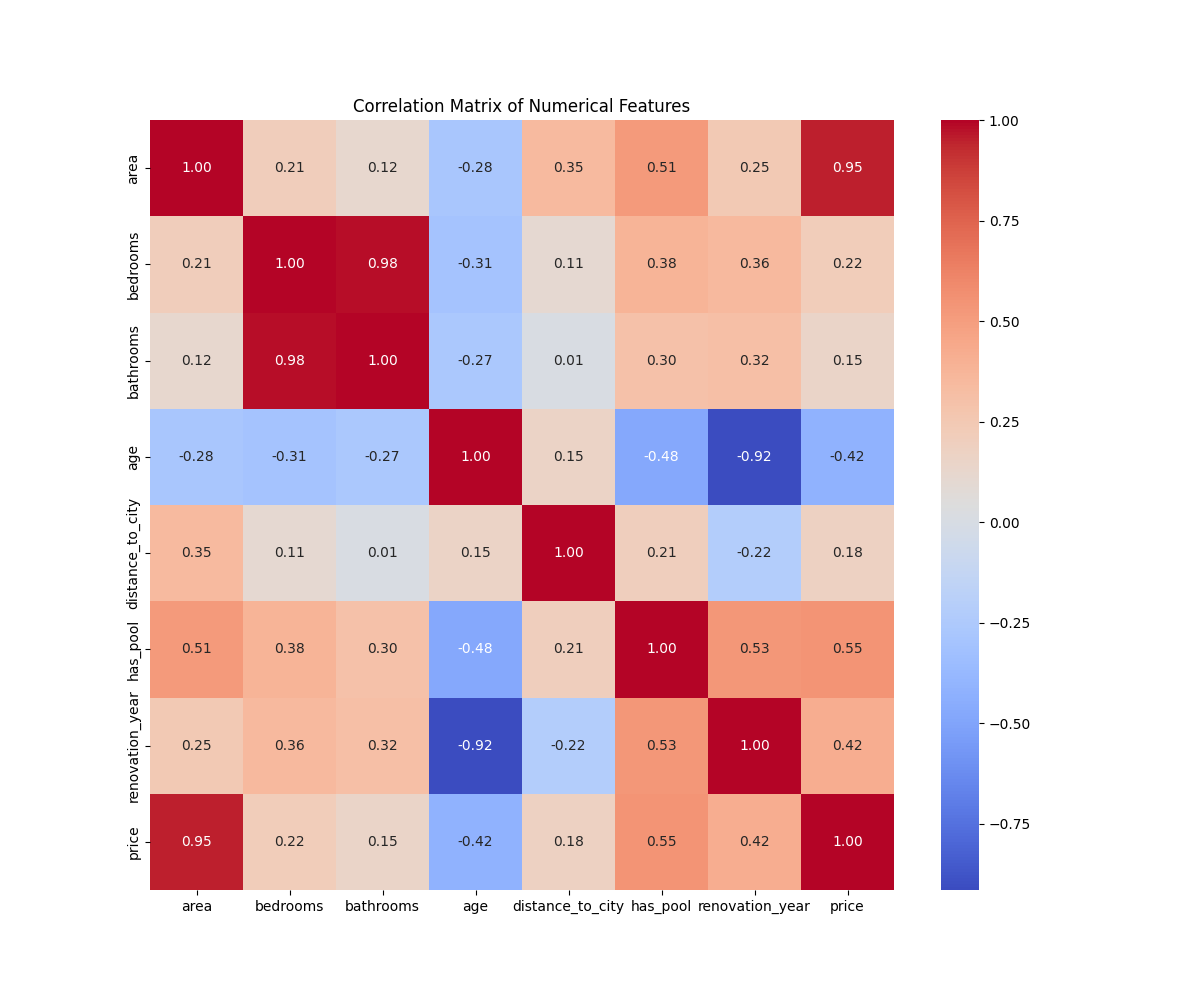 Correlation Matrix of Numerical Features
area 1.00 0.21 0.12 -0.28 0.35 0.51 0.25 0.95
bedrooms 0.21 1.00 0.98 -0.31 0.11 0.38 0.36 0.22
bathrooms 0.12 0.98 1.00 -0.27 0.01 0.30 0.32 0.15
age -0.28 -0.31 -0.27 1.00 0.15 -0.48 -0.92 -0.42
distance_to_city 0.35 0.11 0.01 0.15 1.00 0.21 -0.22 0.18
has_pool 0.51 0.38 0.30 -0.48 0.21 1.00 0.53 0.55
renovation_year 0.25 0.36 0.32 -0.92 -0.22 0.53 1.00 0.42
price 0.95 0.22 0.15 -0.42 0.18 0.55 0.42 1.00
area bedrooms bathrooms age distance_to_city has_pool renovation_year price
1.00
0.75
0.50
0.25
0.00
−0.25
−0.50
−0.75